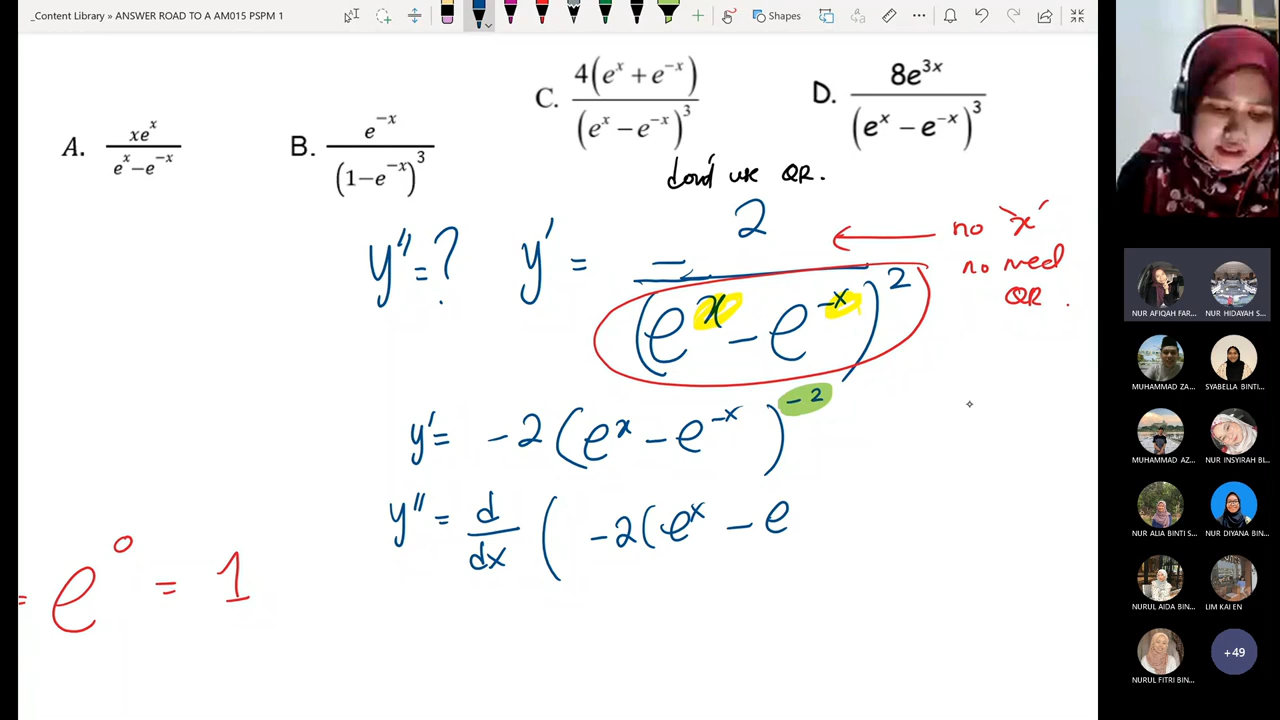 _Content Library » ANSWER ROAD TO A AM015 PSPM 1
Shapes
A. xe^x / (e^x − e^−x)
B. e^−x / (1−e^−x)^3
C. 4(e^x + e^−x) / (e^x − e^−x)^3
D. 8e^3x / (e^x − e^−x)^3
don't use QR.
y'' = ? y' = − 2 / (e^x − e^−x)^2
no 'x'
no need
QR.
y' = −2(e^x − e^−x)^−2
y'' = d/dx ( −2(e^x − e
= e^0 = 1
NUR AFIQAH FAR...
NUR HIDAYAH S...
MUHAMMAD ZA...
SYABELLA BINTI...
MUHAMMAD AZ...
NUR INSYIRAH BI...
NUR ALIA BINTI S...
NUR DIYANA BIN...
NURUL AIDA BIN...
LIM KAI EN
NURUL FITRI BIN...
+49